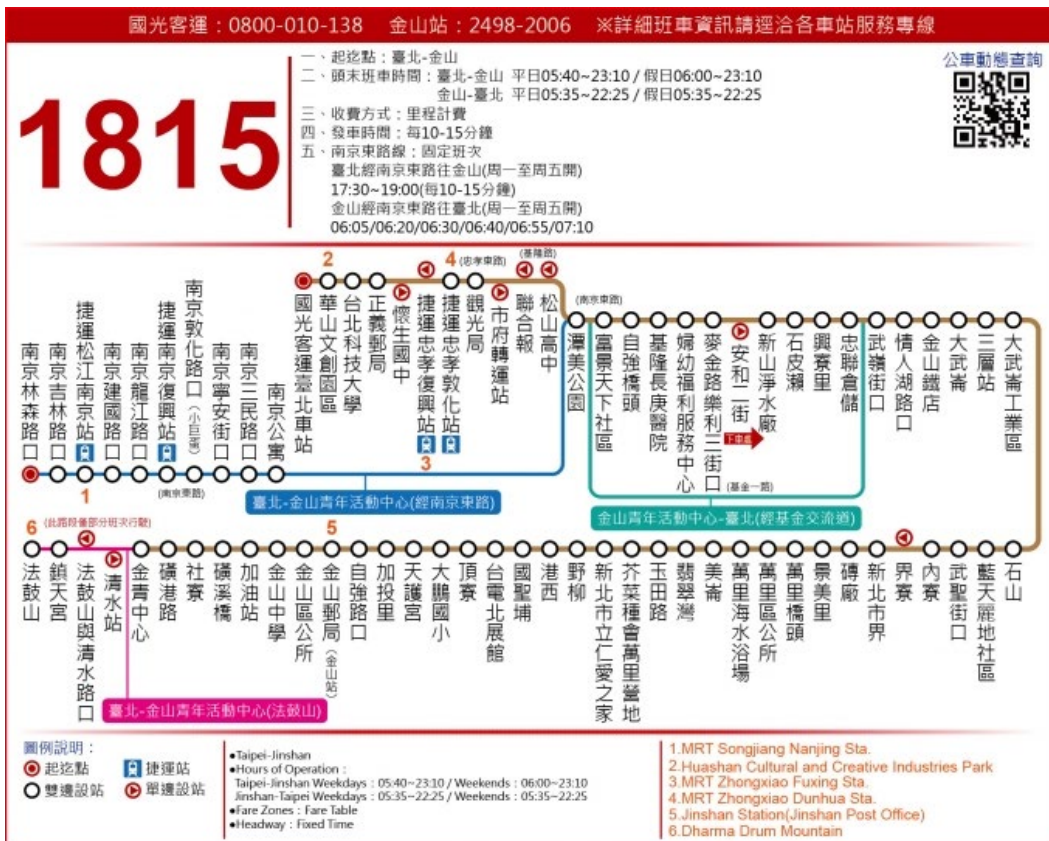 國光客運：0800-010-138 金山站：2498-2006 ※詳細班車資訊請逕洽各車站服務專線
1815
一、起迄點：臺北-金山
二、頭末班車時間：臺北-金山 平日05:40~23:10 / 假日06:00~23:10
金山-臺北 平日05:35~22:25 / 假日05:35~22:25
三、收費方式：里程計費
四、發車時間：每10-15分鐘
五、南京東路線：固定班次
臺北經南京東路往金山(周一至周五開)
17:30~19:00(每10-15分鐘)
金山經南京東路往臺北(周一至周五開)
06:05/06:20/06:30/06:40/06:55/07:10
公車動態查詢
2
4
(忠孝東路)
(基隆路)
(南京東路)
國光客運臺北車站
華山文創園區
台北科技大學
正義郵局
懷生國中
捷運忠孝復興站
捷運忠孝敦化站
觀光局
市府轉運站
聯合報
松山高中
3
潭美公園
富景天下社區
自強橋頭
基隆長庚醫院
婦幼福利服務中心
麥金路樂利三街口
安和二街
下車處
新山淨水廠
石皮瀨
興寮里
忠聯倉儲
武嶺街口
情人湖路口
金山鐵店
大武崙
三層站
大武崙工業區
(基金一路)
南京林森路口
南京吉林路口
捷運松江南京站
南京建國路口
南京龍江路口
捷運南京復興站
南京敦化路口(小巨蛋)
南京寧安街口
南京三民路口
南京公寓
1
(南京東路)
臺北-金山青年活動中心(經南京東路)
金山青年活動中心-臺北(經基金交流道)
6
(此路段僅部分班次行駛)
5
法鼓山
鎮天宮
法鼓山與清水路口
清水站
金青中心
磺港路
社寮
磺溪橋
加油站
金山中學
金山區公所
金山郵局(金山站)
自強路口
加投里
天護宮
大鵬國小
頂寮
台電北展館
國聖埔
港西
野柳
新北市立仁愛之家
芥菜種會萬里營地
玉田路
翡翠灣
美崙
萬里海水浴場
萬里區公所
萬里橋頭
景美里
磚廠
新北市界
界寮
內寮
武聖街口
藍天麗地社區
石山
臺北-金山青年活動中心(法鼓山)
圖例說明：
起迄點
捷運站
雙邊設站
單邊設站
●Taipei-Jinshan
●Hours of Operation：
Taipei-Jinshan Weekdays：05:40~23:10 / Weekends：06:00~23:10
Jinshan-Taipei Weekdays：05:35~22:25 / Weekends：05:35~22:25
●Fare Zones：Fare Table
●Headway：Fixed Time
1.MRT Songjiang Nanjing Sta.
2.Huashan Cultural and Creative Industries Park
3.MRT Zhongxiao Fuxing Sta.
4.MRT Zhongxiao Dunhua Sta.
5.Jinshan Station(Jinshan Post Office)
6.Dharma Drum Mountain